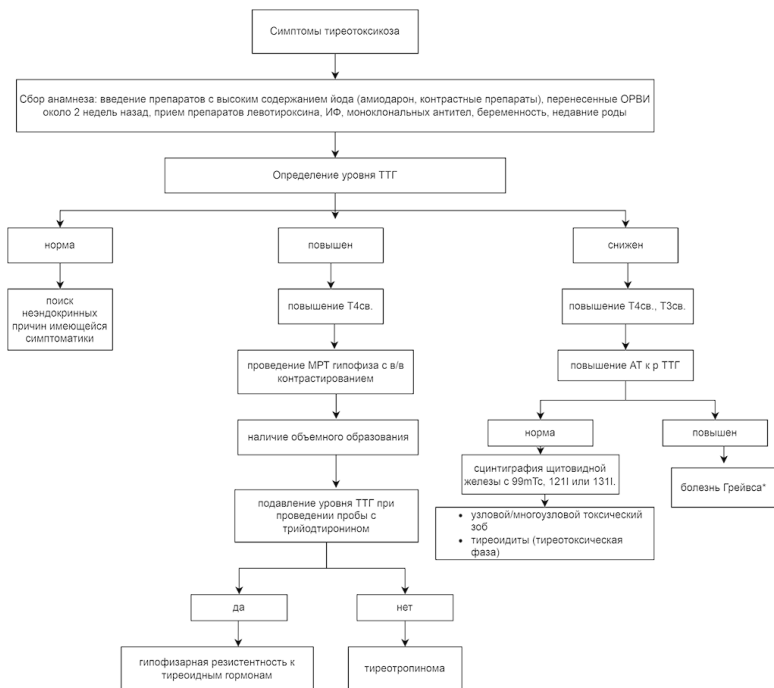 Симптомы тиреотоксикоза
Сбор анамнеза: введение препаратов с высоким содержанием йода (амиодарон, контрастные препараты), перенесенные ОРВИ
около 2 недель назад, прием препаратов левотироксина, ИФ, моноклональных антител, беременность, недавние роды
Определение уровня ТТГ
норма
повышен
снижен
поиск
неэндокринных
причин имеющейся
симптоматики
повышение Т4св.
повышение Т4св., Т3св.
проведение МРТ гипофиза с в/в
контрастированием
повышение АТ к р ТТГ
наличие объемного образования
норма
повышен
сцинтиграфия щитовидной
железы с 99mTc, 121I или 131I.
болезнь Грейвса*
подавление уровня ТТГ при
проведении пробы с
трийодтиронином
• узловой/многоузловой токсический
зоб
• тиреоидиты (тиреотоксическая
фаза)
да
нет
гипофизарная резистентность к
тиреоидным гормонам
тиреотропинома